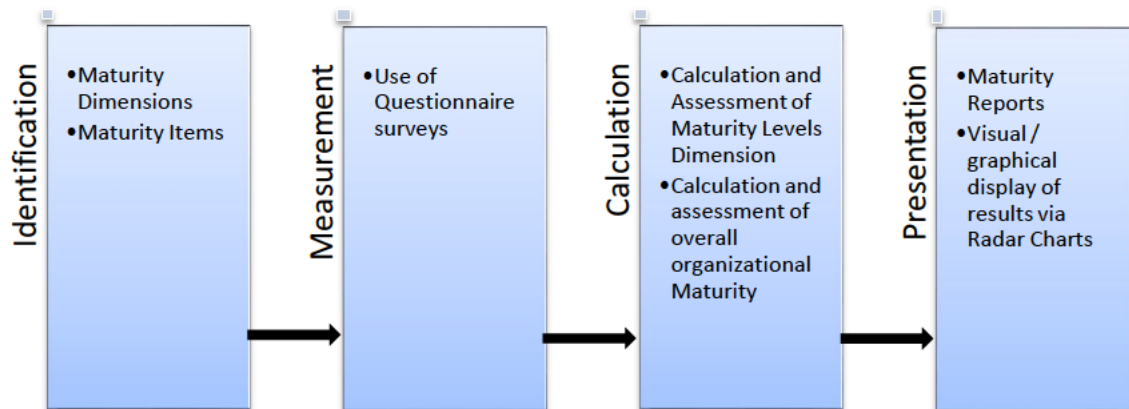 Identification
•Maturity
Dimensions
•Maturity Items
Measurement
•Use of
Questionnaire
surveys
Calculation
•Calculation and
Assessment of
Maturity Levels
Dimension
•Calculation and
assessment of
overall
organizational
Maturity
Presentation
•Maturity
Reports
•Visual /
graphical
display of
results via
Radar Charts